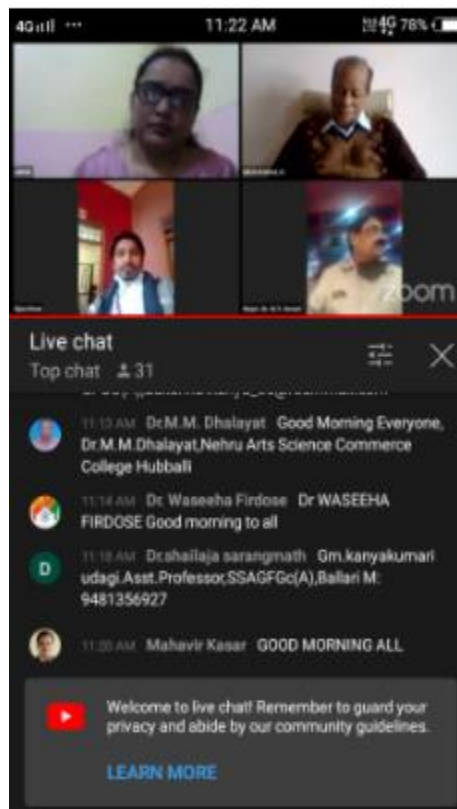 4G
11:22 AM
4G 78%
zoom
Live chat
Top chat 31
11:13 AM Dr.M.M. Dhalayat Good Morning Everyone,
Dr.M.M.Dhalayat,Nehru Arts Science Commerce
College Hubballi
11:14 AM Dr. Waseeha Firdose Dr WASEEHA
FIRDOSE Good morning to all
D
11:18 AM Dr.shailaja sarangmath Gm.kanyakumari
udagi.Asst.Professor,SSAGFGc(A),Ballari M:
9481356927
11:20 AM Mahavir Kasar GOOD MORNING ALL
Welcome to live chat! Remember to guard your
privacy and abide by our community guidelines.
LEARN MORE